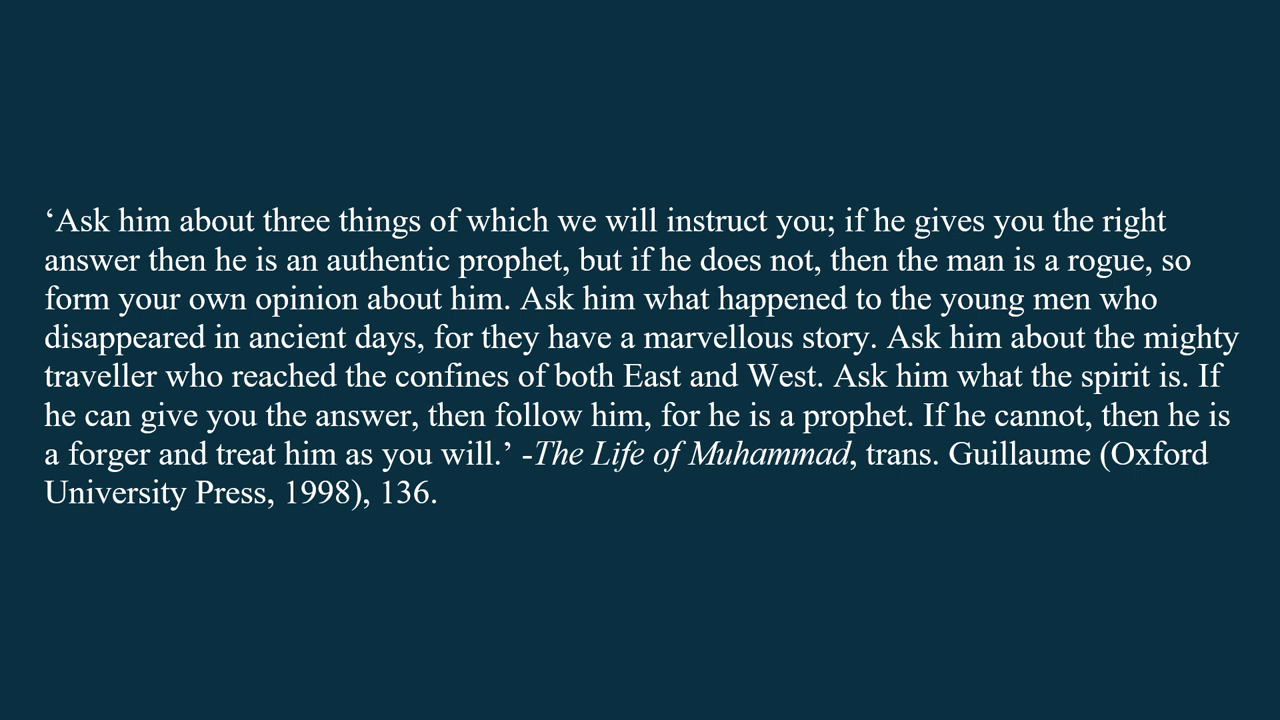 ‘Ask him about three things of which we will instruct you; if he gives you the right
answer then he is an authentic prophet, but if he does not, then the man is a rogue, so
form your own opinion about him. Ask him what happened to the young men who
disappeared in ancient days, for they have a marvellous story. Ask him about the mighty
traveller who reached the confines of both East and West. Ask him what the spirit is. If
he can give you the answer, then follow him, for he is a prophet. If he cannot, then he is
a forger and treat him as you will.’ -The Life of Muhammad, trans. Guillaume (Oxford
University Press, 1998), 136.